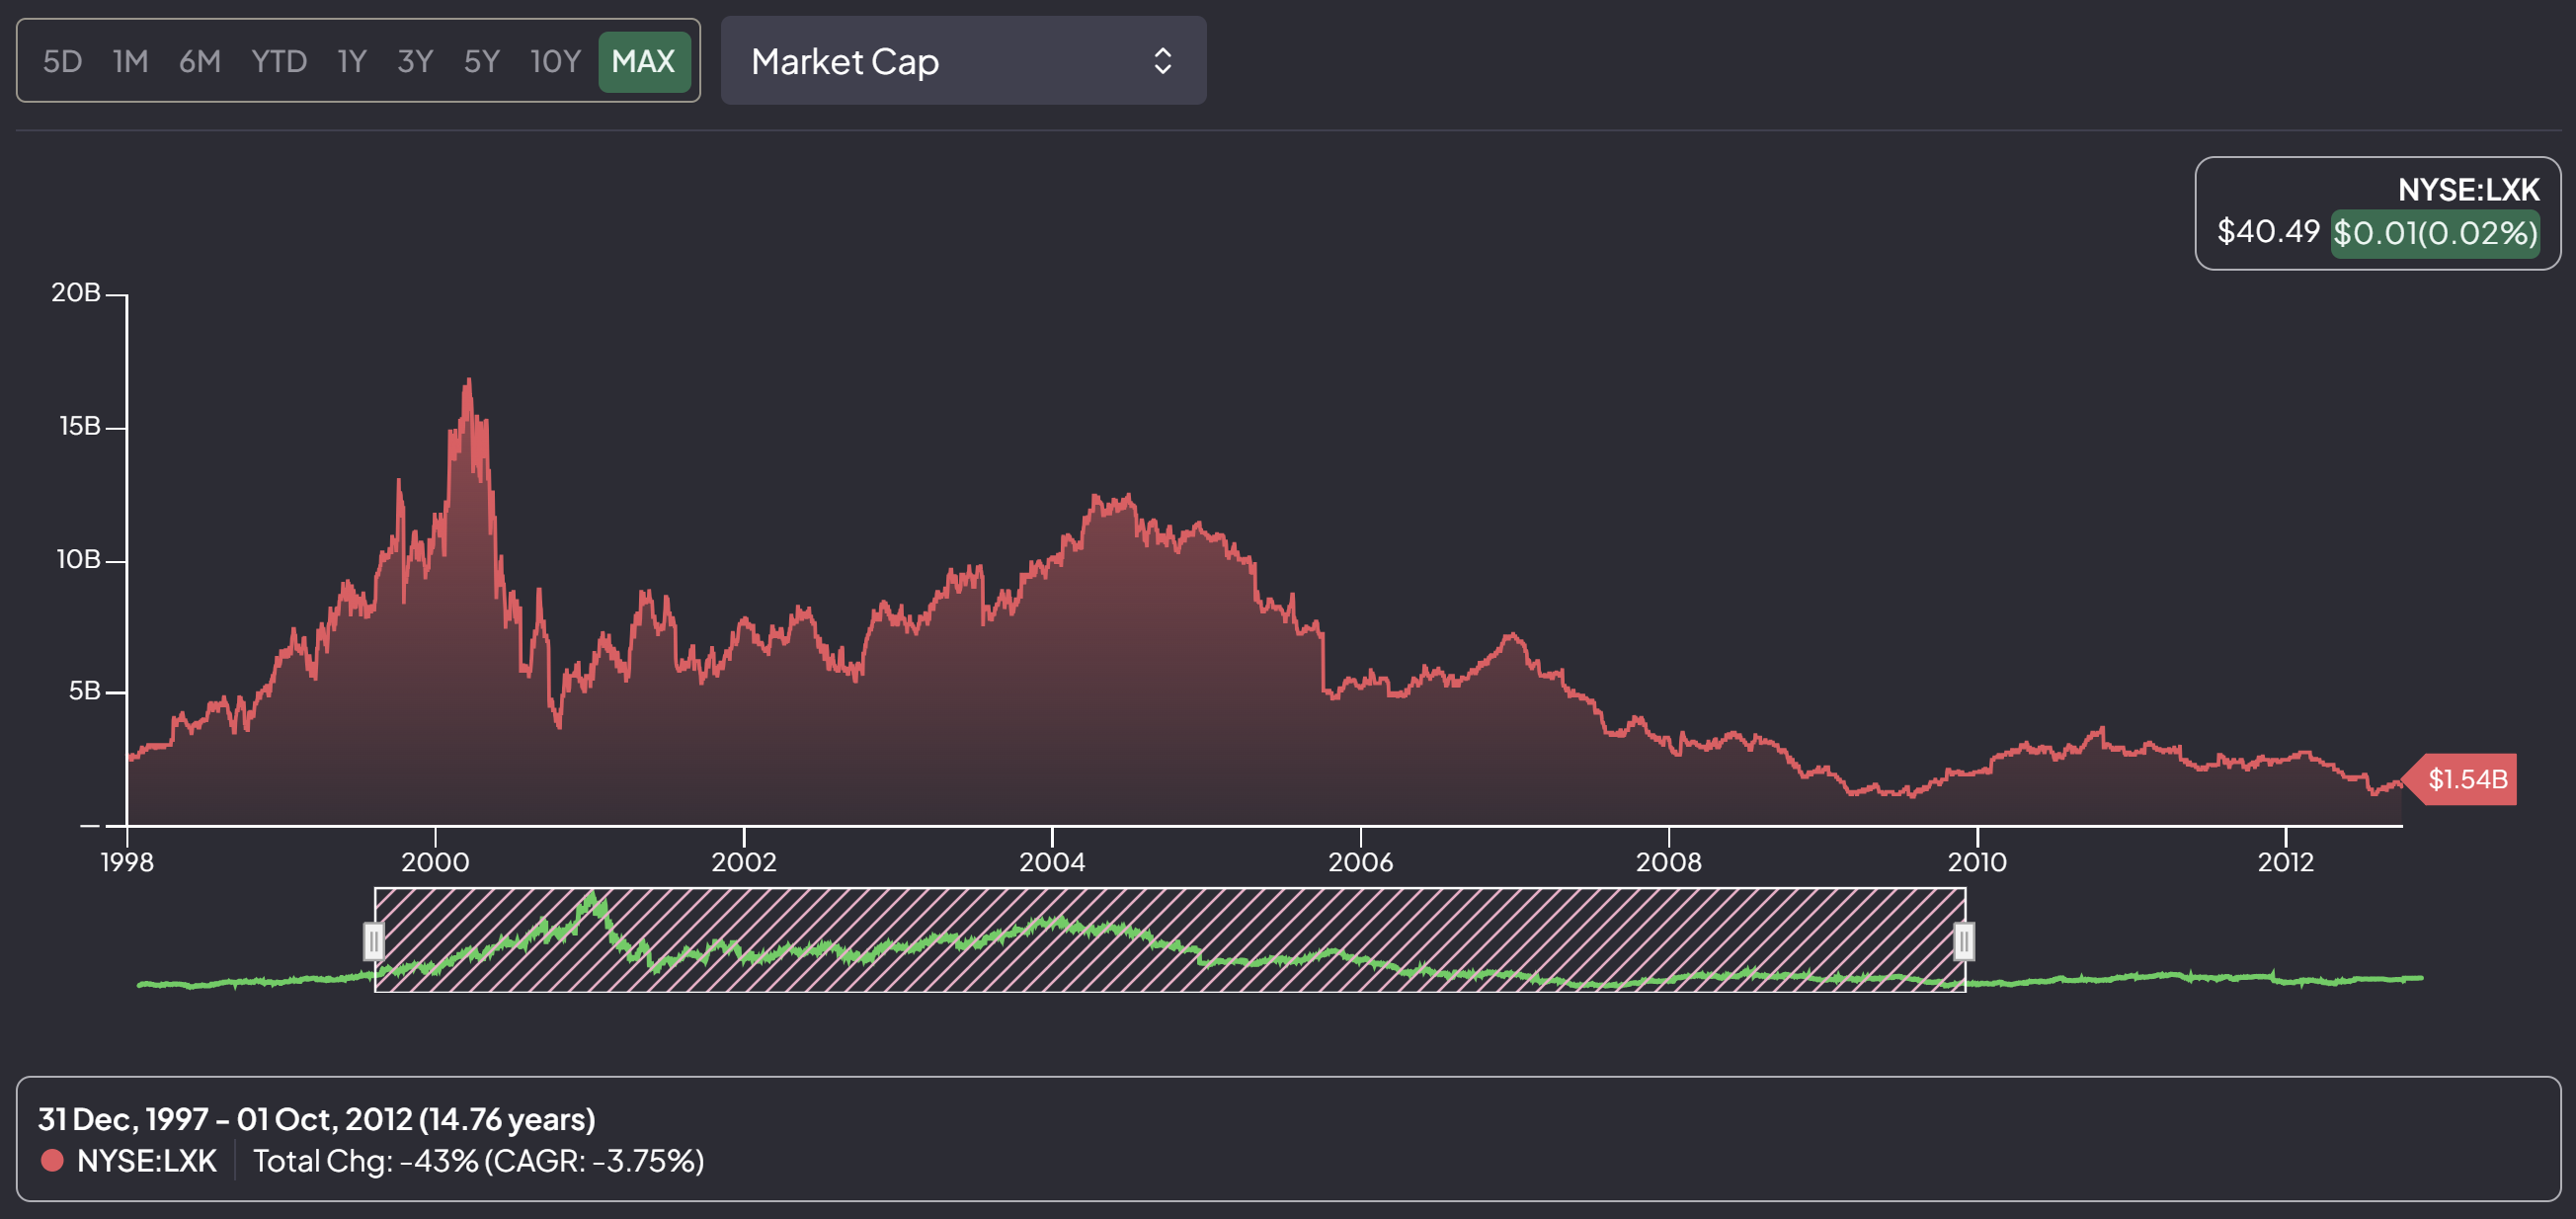 5D 1M 6M YTD 1Y 3Y 5Y 10Y MAX Market Cap
NYSE:LXK
$40.49 $0.01(0.02%)
20B
15B
10B
5B
$1.54B
—
1998 2000 2002 2004 2006 2008 2010 2012
31 Dec, 1997 - 01 Oct, 2012 (14.76 years)
NYSE:LXK Total Chg: -43% (CAGR: -3.75%)